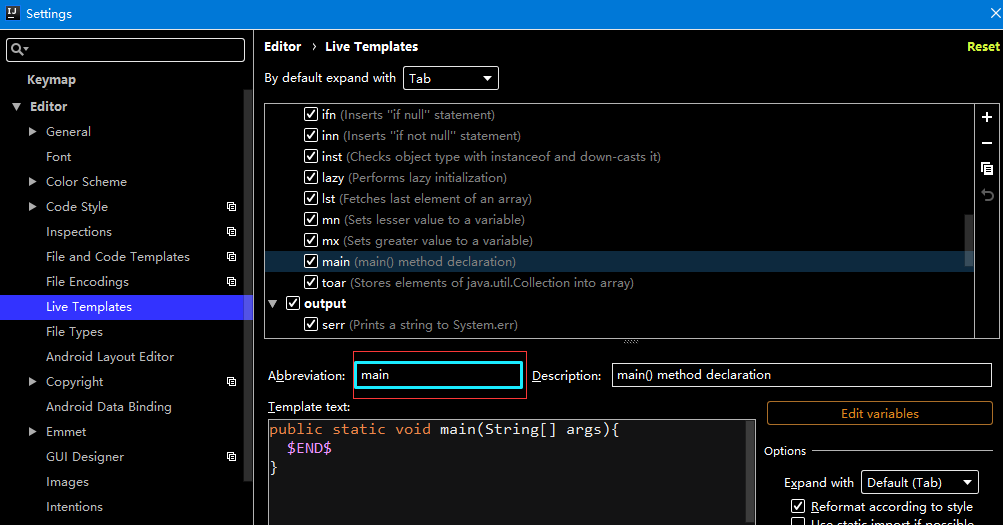 Settings
Editor › Live Templates
Reset
Keymap
By default expand with Tab
Editor
General
Font
Color Scheme
Code Style
Inspections
File and Code Templates
File Encodings
Live Templates
File Types
Android Layout Editor
Copyright
Android Data Binding
Emmet
GUI Designer
Images
Intentions
ifn (Inserts "if null" statement)
inn (Inserts "if not null" statement)
inst (Checks object type with instanceof and down-casts it)
lazy (Performs lazy initialization)
lst (Fetches last element of an array)
mn (Sets lesser value to a variable)
mx (Sets greater value to a variable)
main (main() method declaration)
toar (Stores elements of java.util.Collection into array)
output
serr (Prints a string to System.err)
Abbreviation: main Description: main() method declaration
Template text:
public static void main(String[] args){
$END$
}
Edit variables
Options
Expand with Default (Tab)
Reformat according to style
Use static import if possible